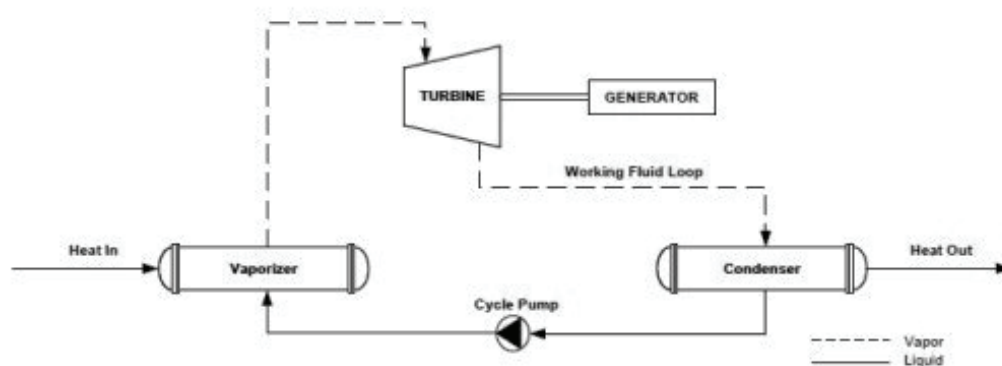 TURBINE
GENERATOR
Working Fluid Loop
Heat In
Vaporizer
Condenser
Heat Out
Cycle Pump
Vapor
Liquid